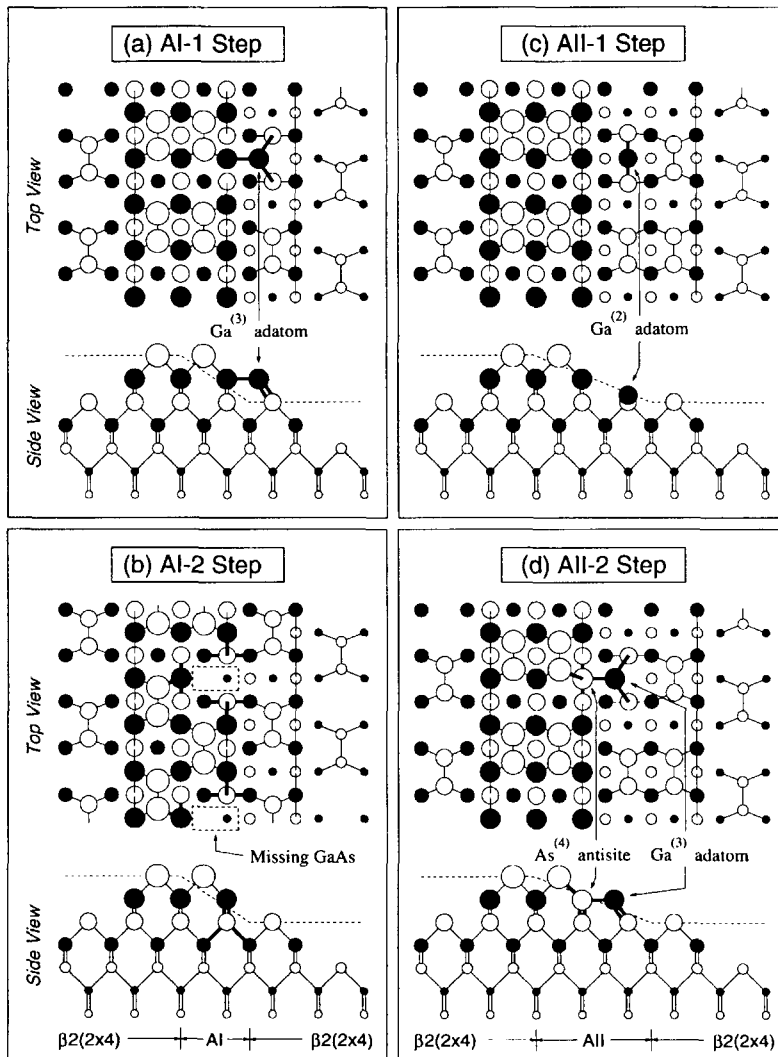 (a) AI-1 Step
Top View
Ga(3) adatom
Side View
(c) AII-1 Step
Ga(2) adatom
(b) AI-2 Step
Top View
Missing GaAs
Side View
β2(2x4) AI β2(2x4)
(d) AII-2 Step
As(4) antisite
Ga(3) adatom
β2(2x4) AII β2(2x4)